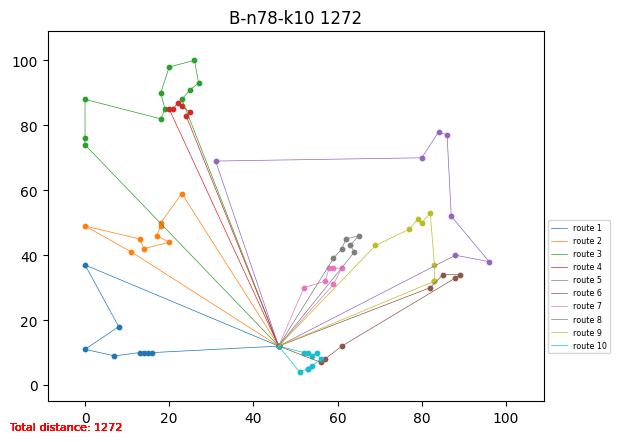 B-n78-k10 1272
100
80
60
40
20
0
0 20 40 60 80 100
route 1
route 2
route 3
route 4
route 5
route 6
route 7
route 8
route 9
route 10
Total distance: 1272